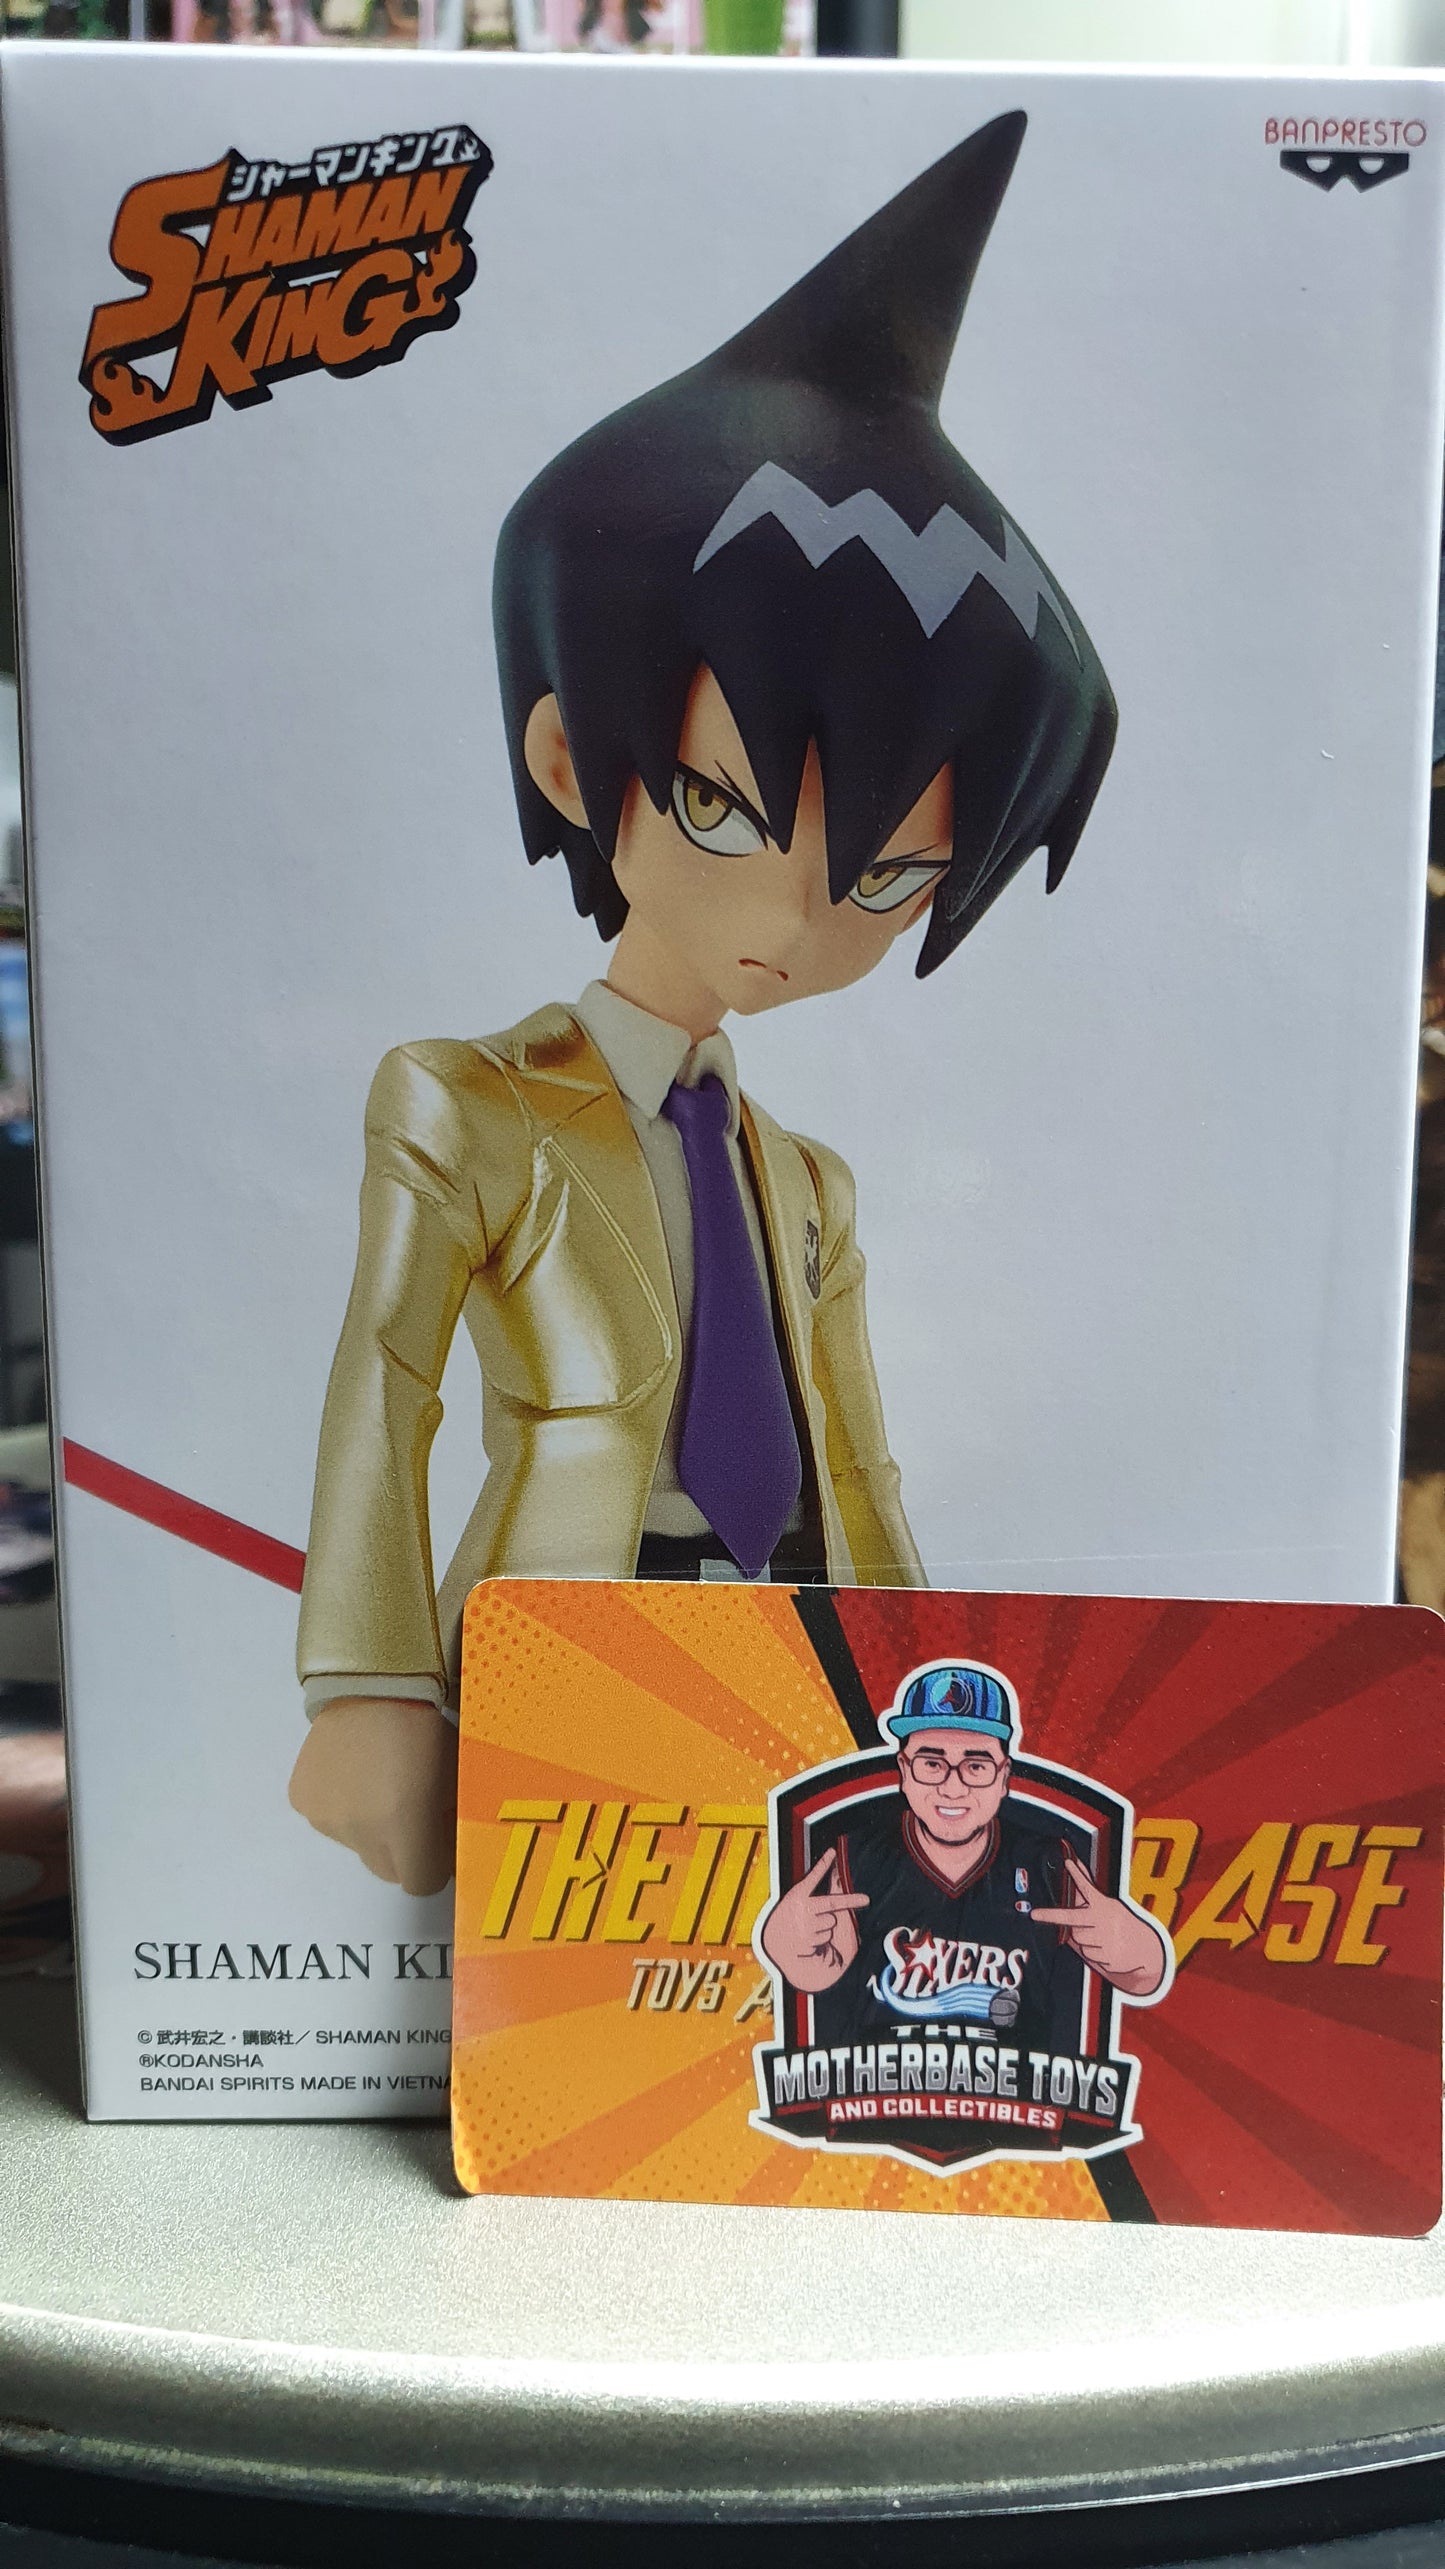 シャーマンキング
SHAMAN
KING
BANPRESTO
SHAMAN KI
© 武井宏之・講談社／SHAMAN KING
®KODANSHA
BANDAI SPIRITS MADE IN VIETNA
THE M BASE
TOYS A
SIXERS
THE
MOTHERBASE TOYS
AND COLLECTIBLES